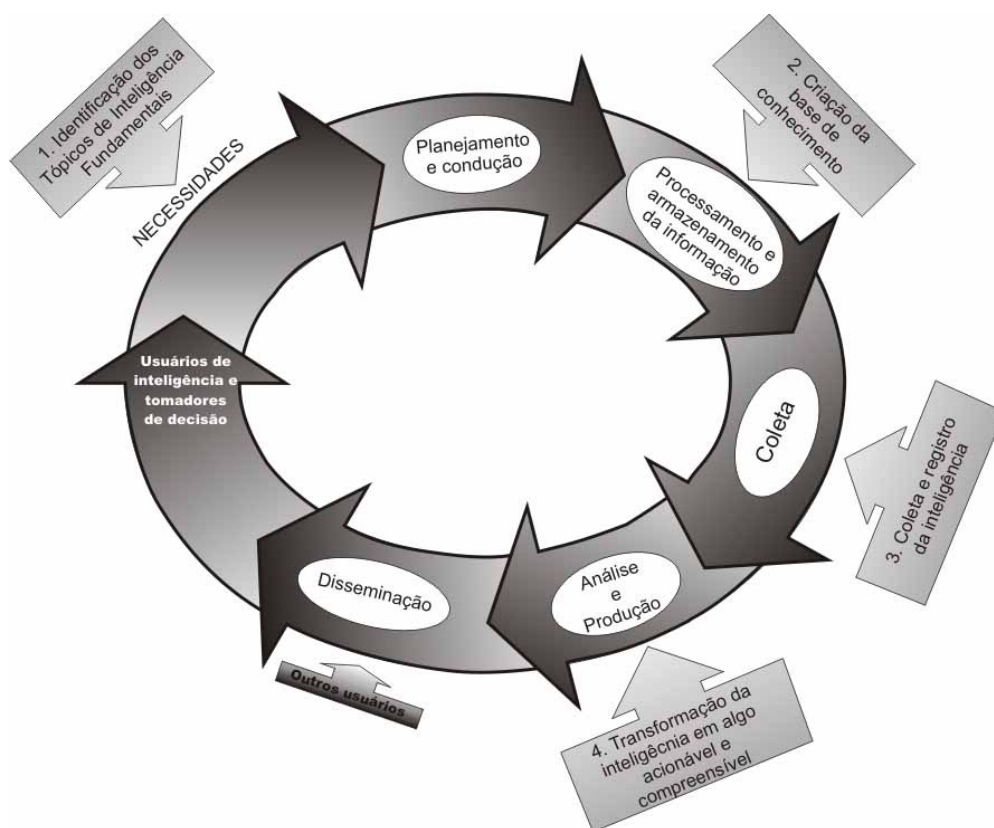 1. Identificação dos
Tópicos de Inteligência
Fundamentais
NECESSIDADES
Planejamento
e condução
2. Criação da
base de
conhecimento
Processamento e
armazenamento
da informação
Usuários de
inteligência e
tomadores
de decisão
Coleta
3. Coleta e registro
da inteligência
Análise
e
Produção
Disseminação
Outros usuários
4. Transformação da
inteligêcnia em algo
acionável e
compreensível